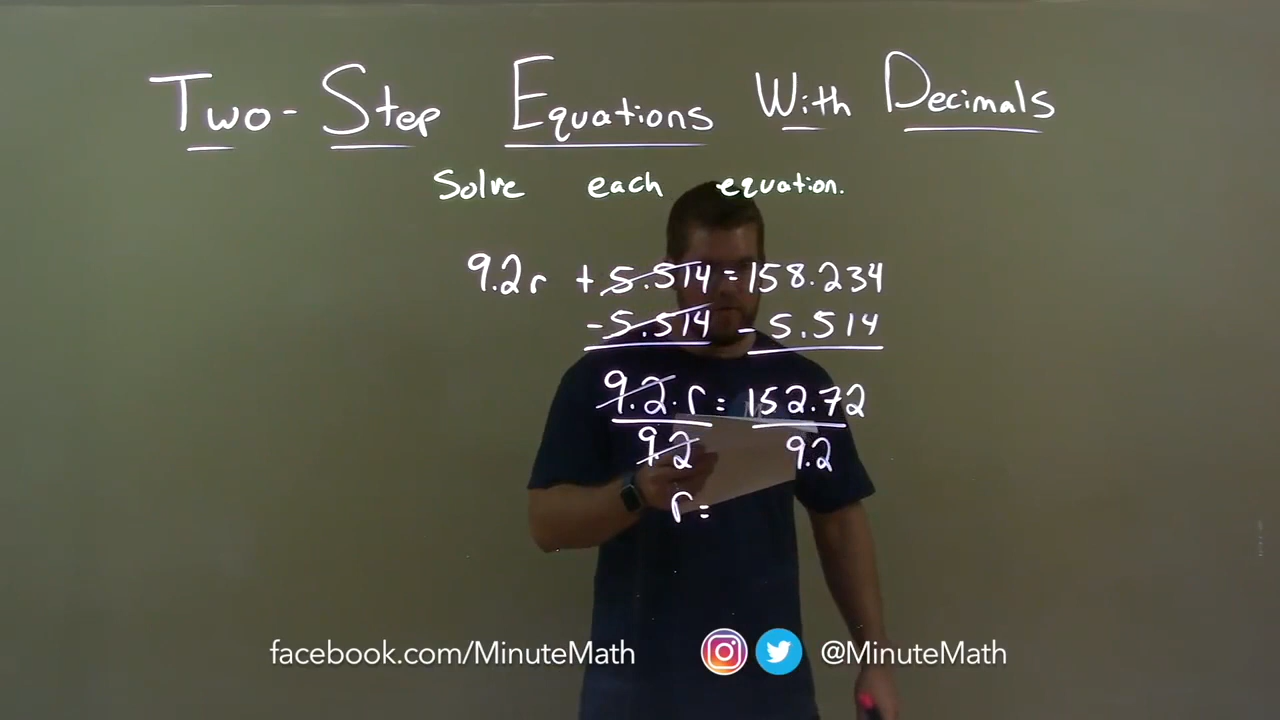 Two-Step Equations With Decimals
Solve each equation.
9.2r + 5.514 = 158.234
-5.514 -5.514
9.2·r = 152.72
9.2 9.2
r =
facebook.com/MinuteMath @MinuteMath